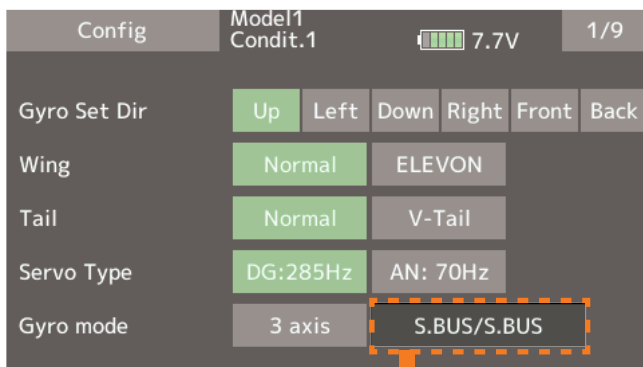 Config Model1 1/9
Condit.1 7.7V
Gyro Set Dir Up Left Down Right Front Back
Wing Normal ELEVON
Tail Normal V-Tail
Servo Type DG:285Hz AN: 70Hz
Gyro mode 3 axis S.BUS/S.BUS